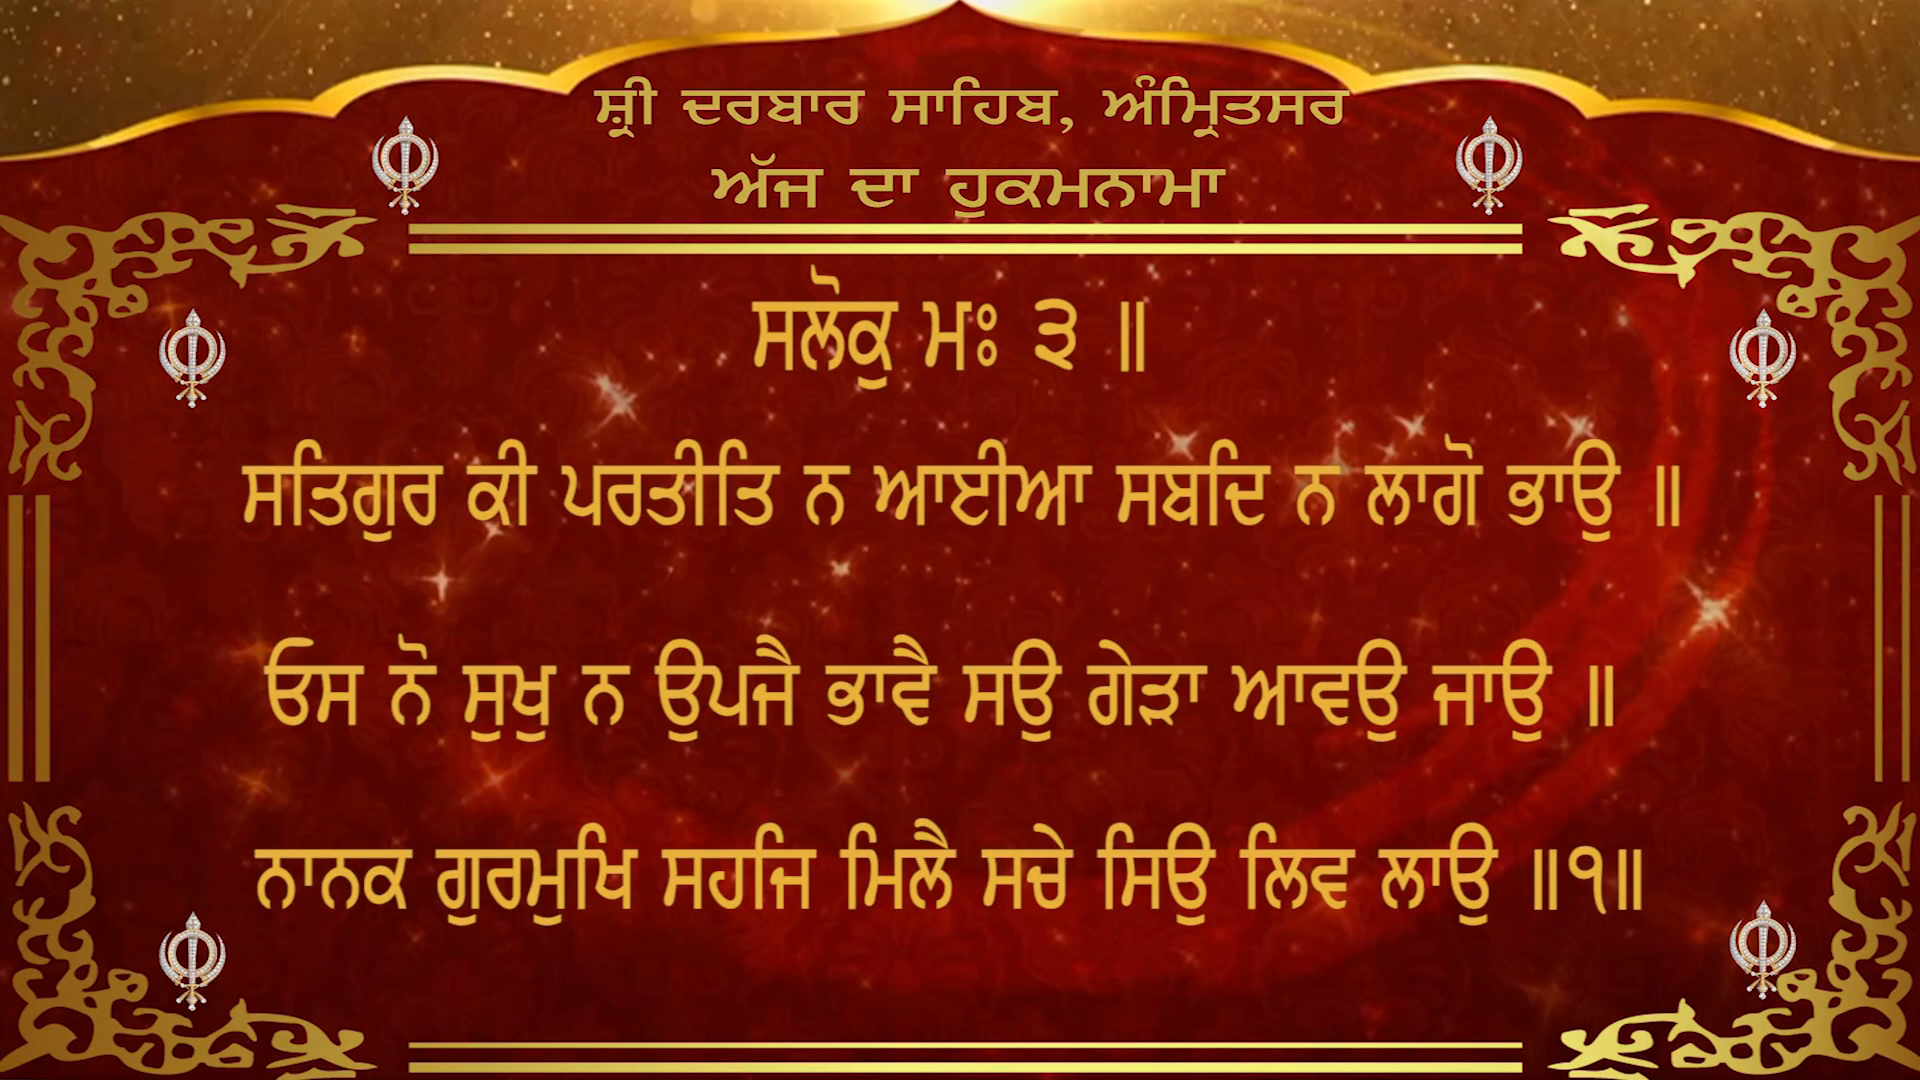 ਸ਼੍ਰੀ ਦਰਬਾਰ ਸਾਹਿਬ, ਅੰਮ੍ਰਿਤਸਰ
ਅੱਜ ਦਾ ਹੁਕਮਨਾਮਾ
ਸਲੋਕੁ ਮਃ ੩ ॥
ਸਤਿਗੁਰ ਕੀ ਪਰਤੀਤਿ ਨ ਆਈਆ ਸਬਦਿ ਨ ਲਾਗੋ ਭਾਉ ॥
ਓਸ ਨੋ ਸੁਖੁ ਨ ਉਪਜੈ ਭਾਵੈ ਸਉ ਗੇੜਾ ਆਵਉ ਜਾਉ ॥
ਨਾਨਕ ਗੁਰਮੁਖਿ ਸਹਜਿ ਮਿਲੈ ਸਚੇ ਸਿਉ ਲਿਵ ਲਾਉ ॥੧॥